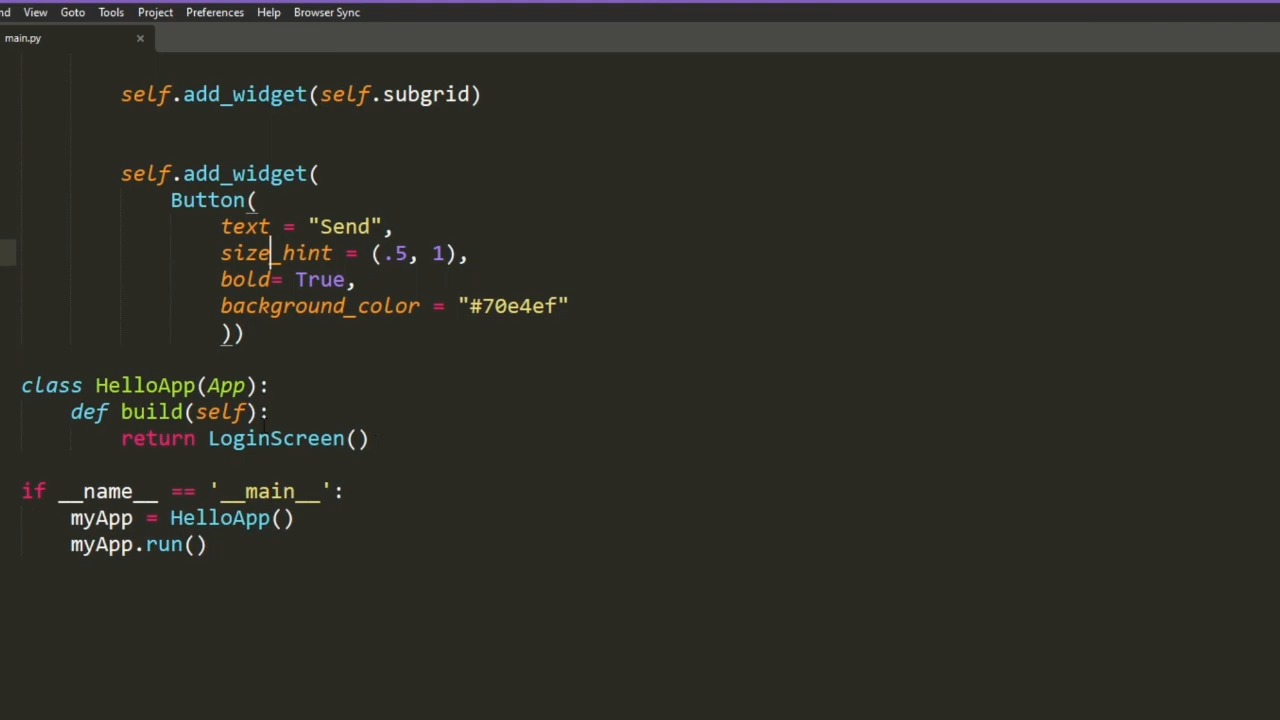 nd View Goto Tools Project Preferences Help Browser Sync
main.py ×
self.add_widget(self.subgrid)
self.add_widget(
Button(
text = "Send",
size_hint = (.5, 1),
bold= True,
background_color = "#70e4ef"
))
class HelloApp(App):
def build(self):
return LoginScreen()
if __name__ == '__main__':
myApp = HelloApp()
myApp.run()